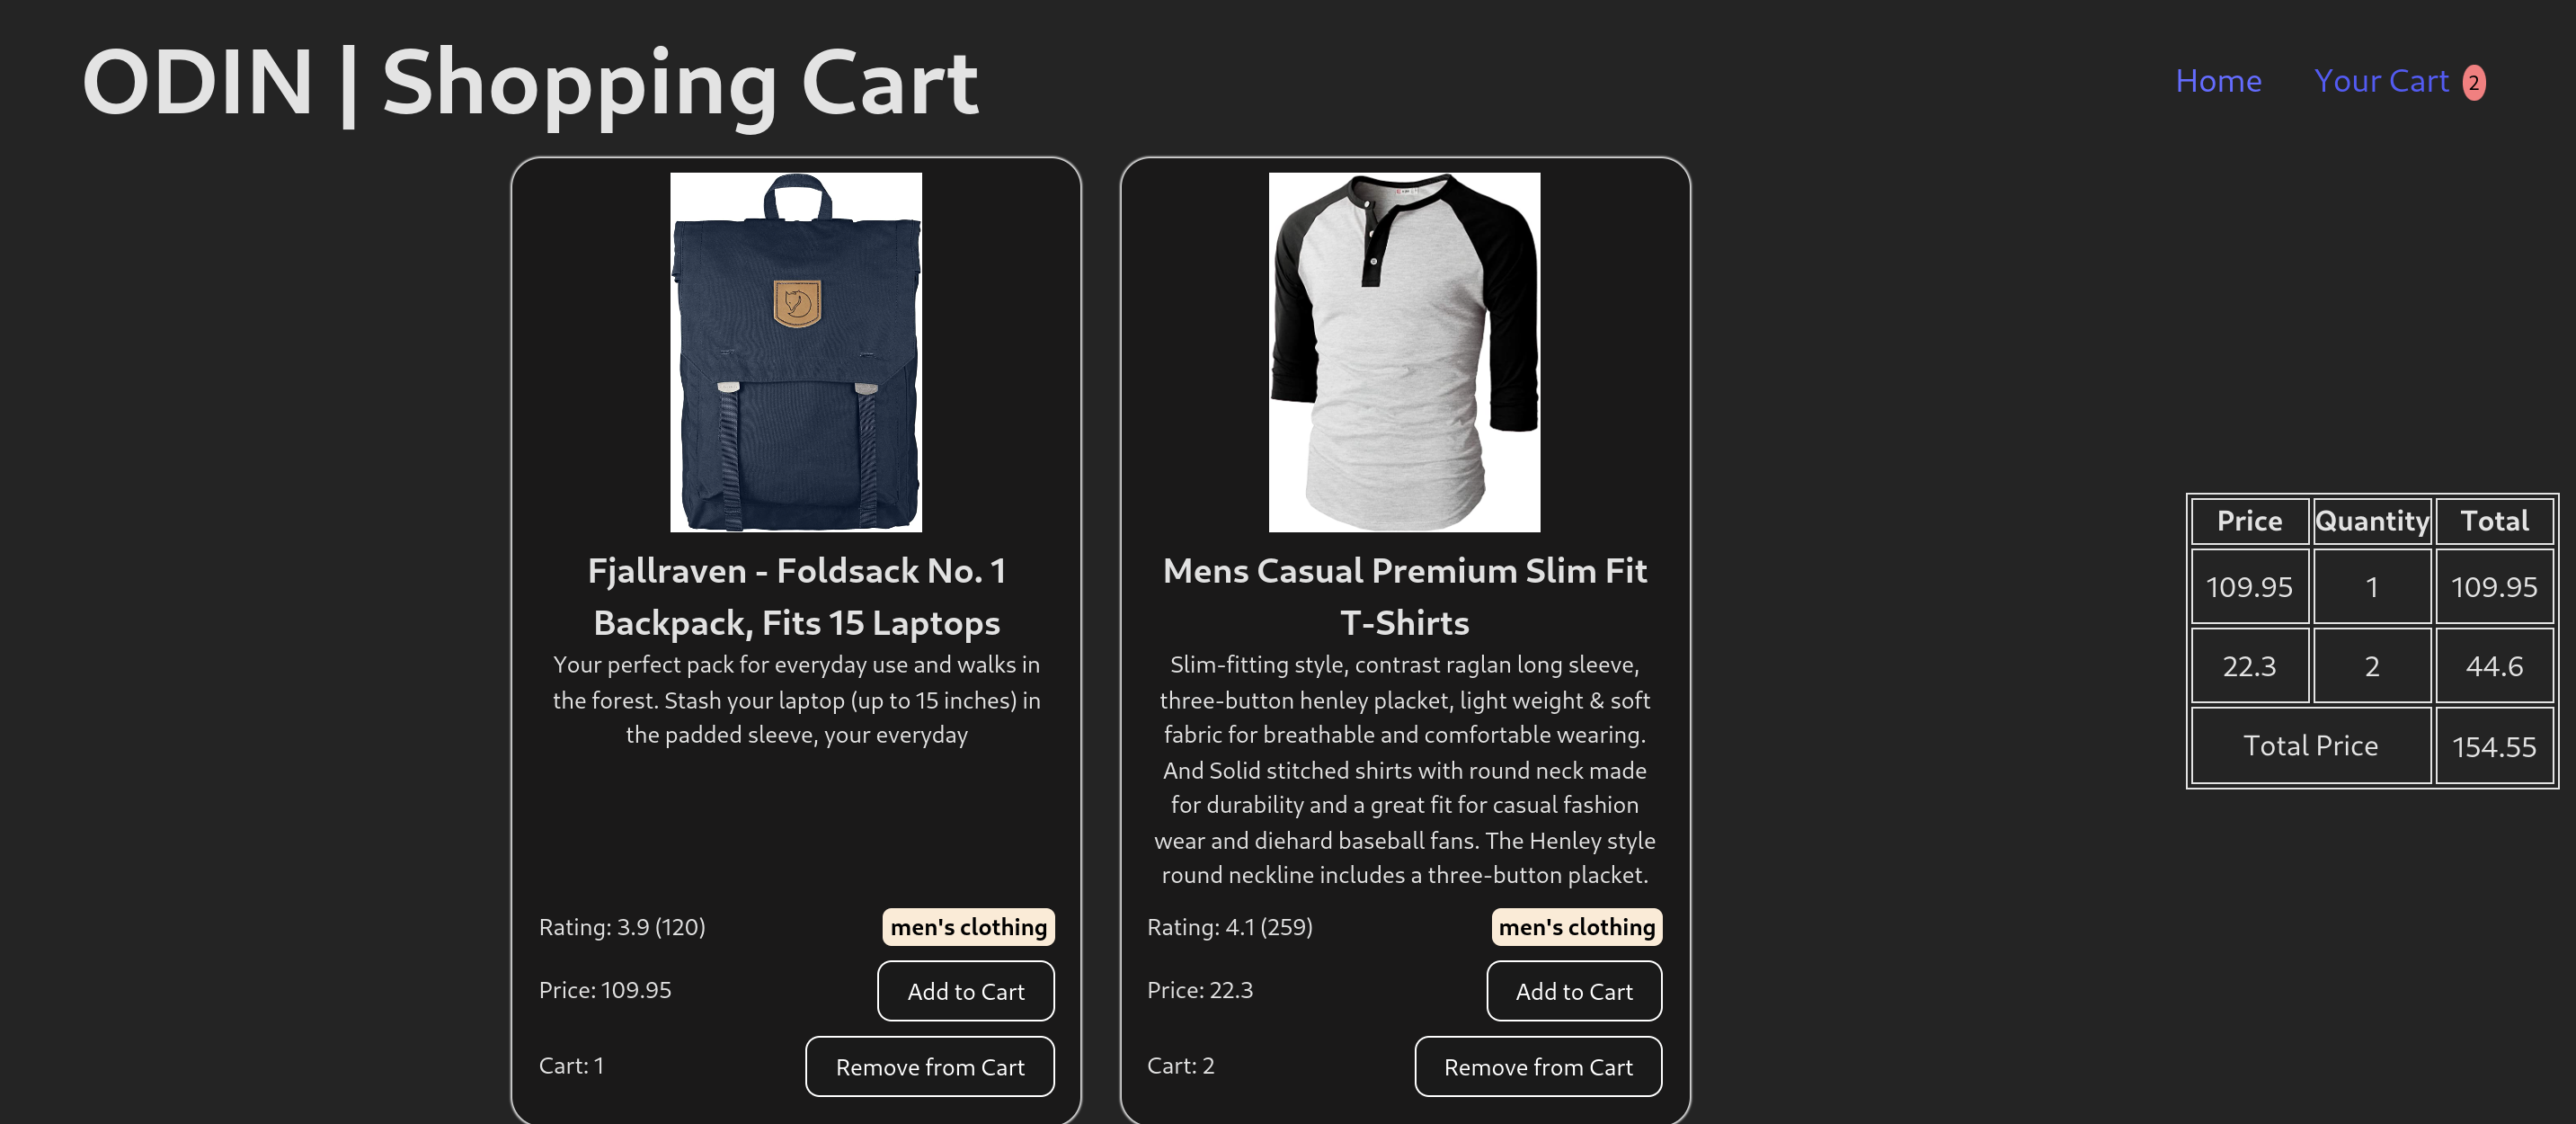 ODIN | Shopping Cart
Home
Your Cart 2
Fjallraven - Foldsack No. 1
Backpack, Fits 15 Laptops
Your perfect pack for everyday use and walks in
the forest. Stash your laptop (up to 15 inches) in
the padded sleeve, your everyday
Rating: 3.9 (120)
men's clothing
Price: 109.95
Add to Cart
Cart: 1
Remove from Cart
Mens Casual Premium Slim Fit
T-Shirts
Slim-fitting style, contrast raglan long sleeve,
three-button henley placket, light weight & soft
fabric for breathable and comfortable wearing.
And Solid stitched shirts with round neck made
for durability and a great fit for casual fashion
wear and diehard baseball fans. The Henley style
round neckline includes a three-button placket.
Rating: 4.1 (259)
men's clothing
Price: 22.3
Add to Cart
Cart: 2
Remove from Cart
Price Quantity Total
109.95 1 109.95
22.3 2 44.6
Total Price 154.55